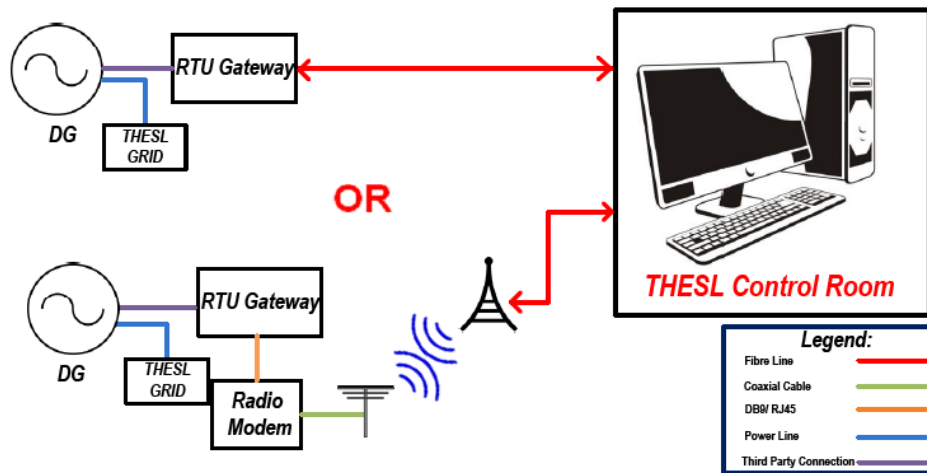 RTU Gateway
DG
THESL
GRID
OR
THESL Control Room
RTU Gateway
DG
THESL
GRID
Radio
Modem
Legend:
Fibre Line
Coaxial Cable
DB9/ RJ45
Power Line
Third Party Connection